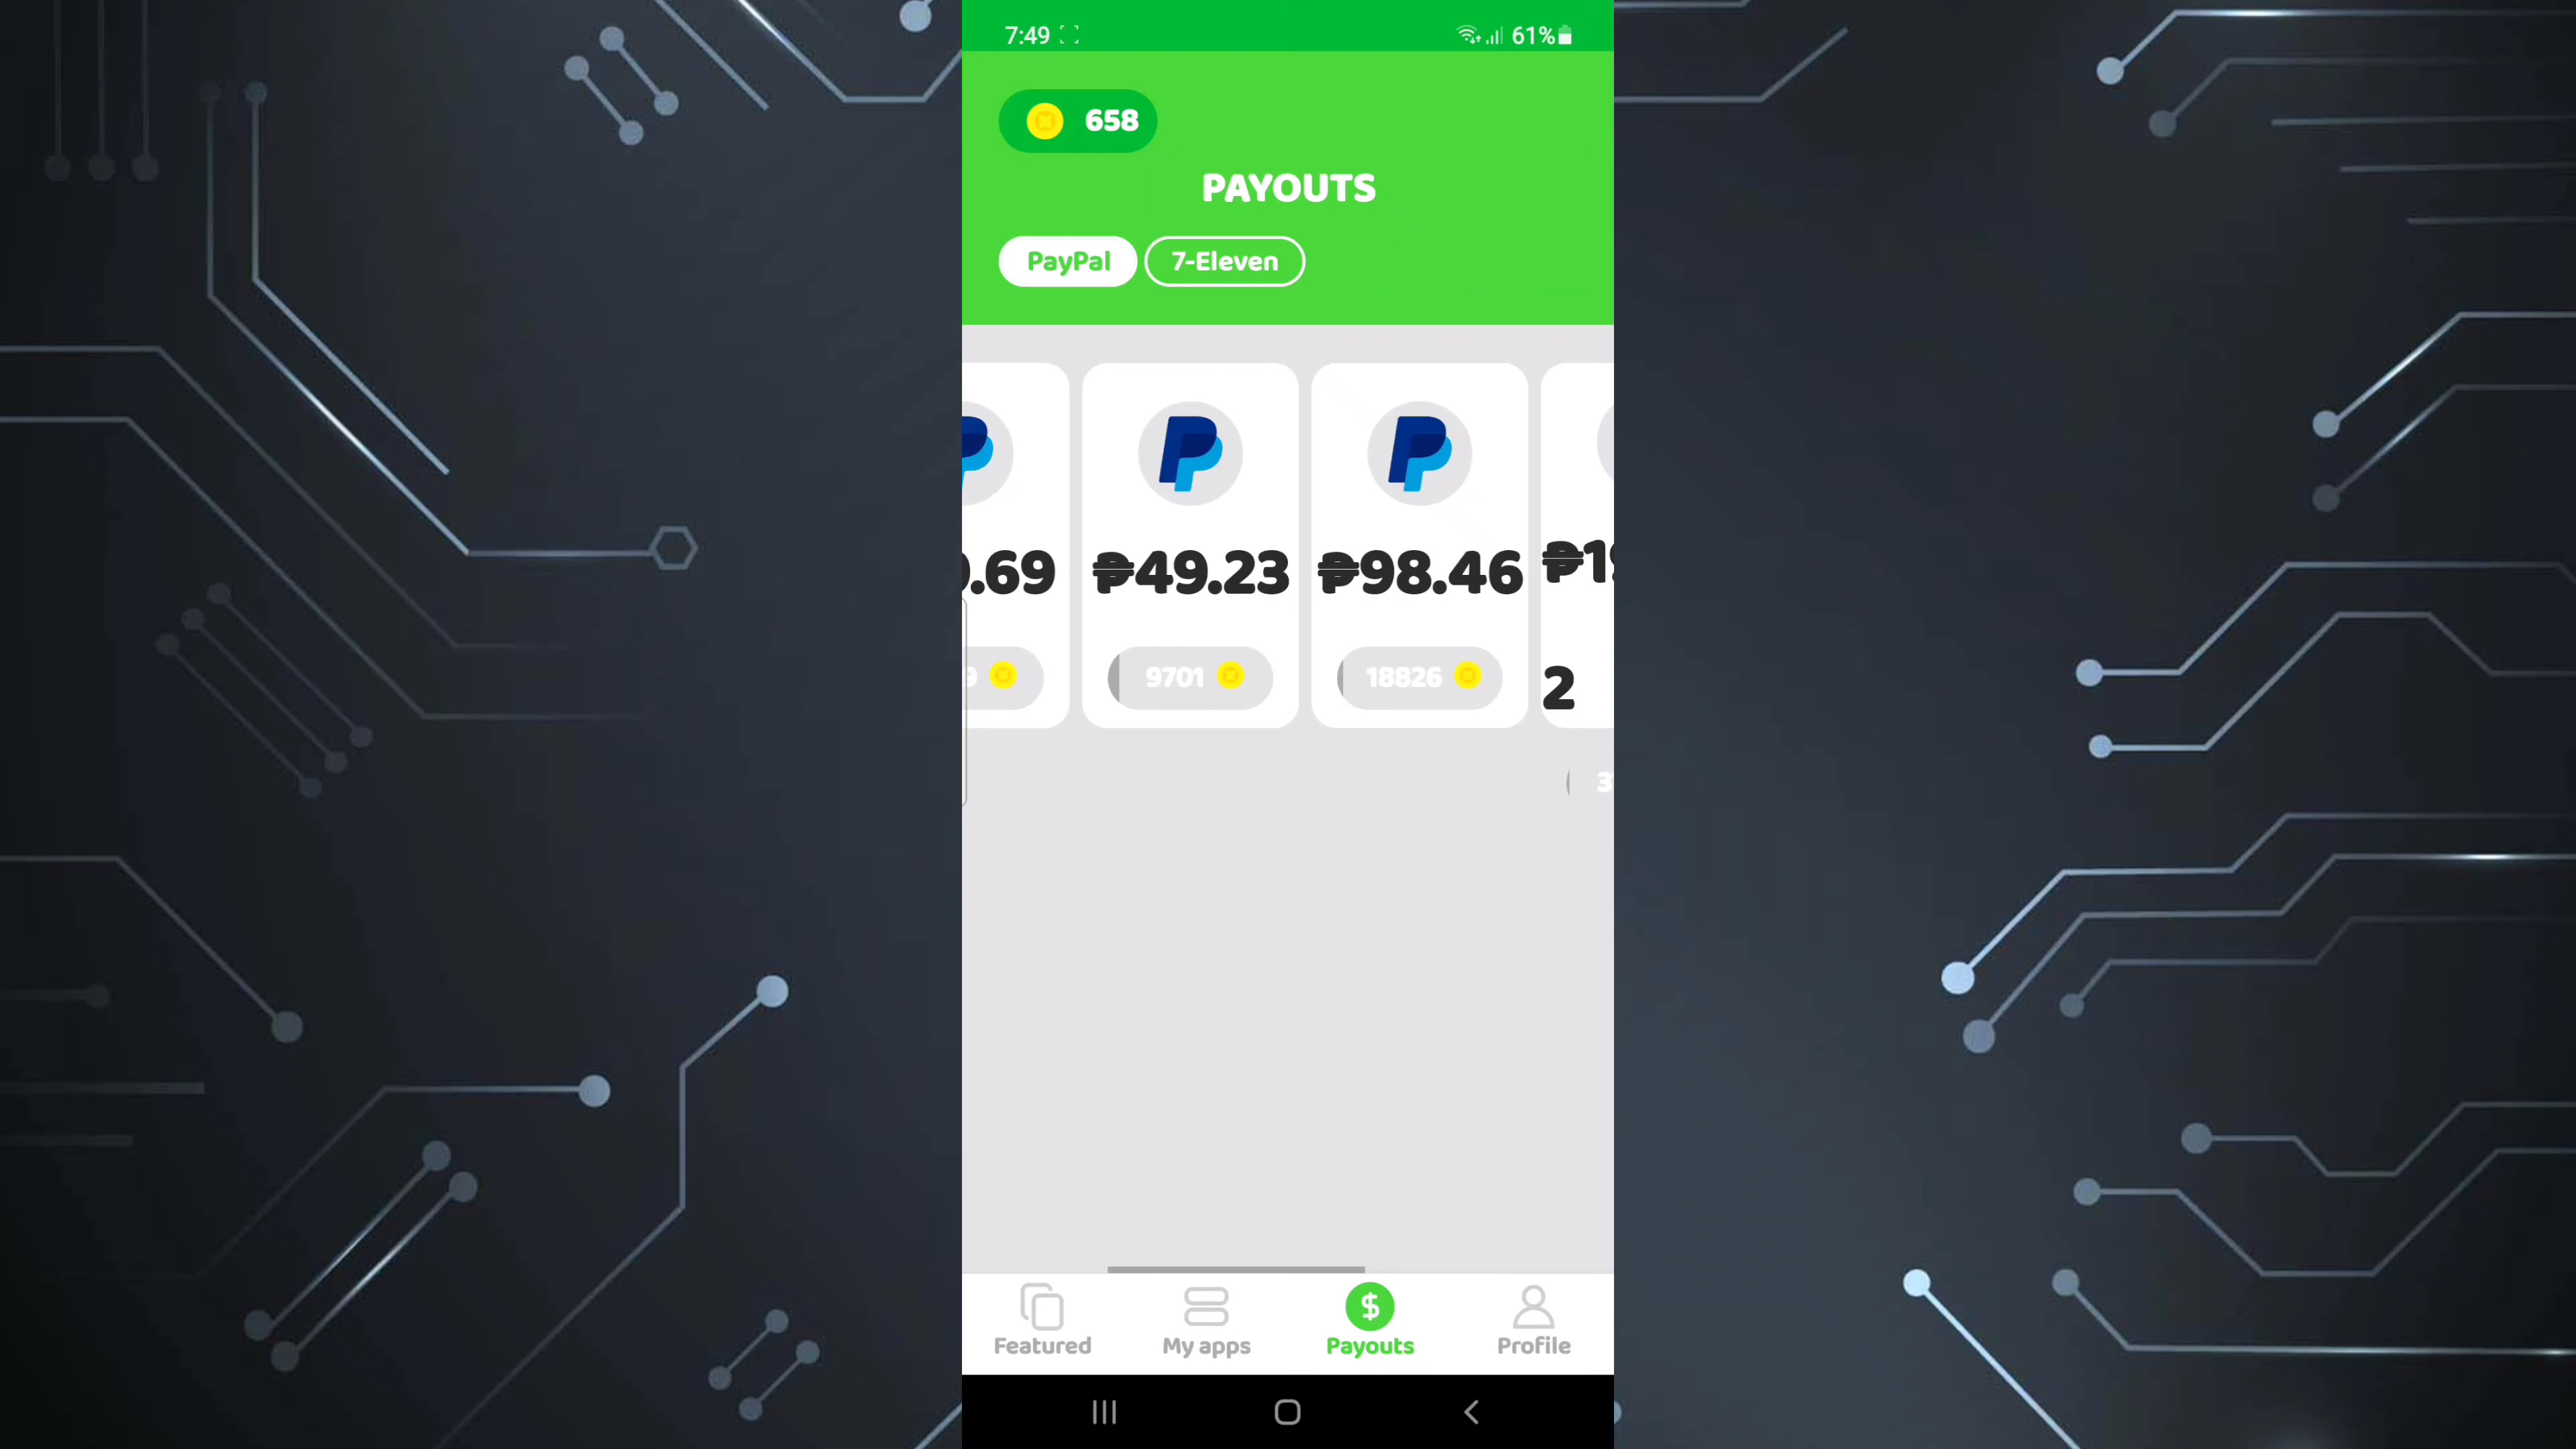 7:49
61%
658
PAYOUTS
PayPal
7-Eleven
.69
₱49.23
₱98.46
9701
18826
2
Featured
My apps
Payouts
Profile